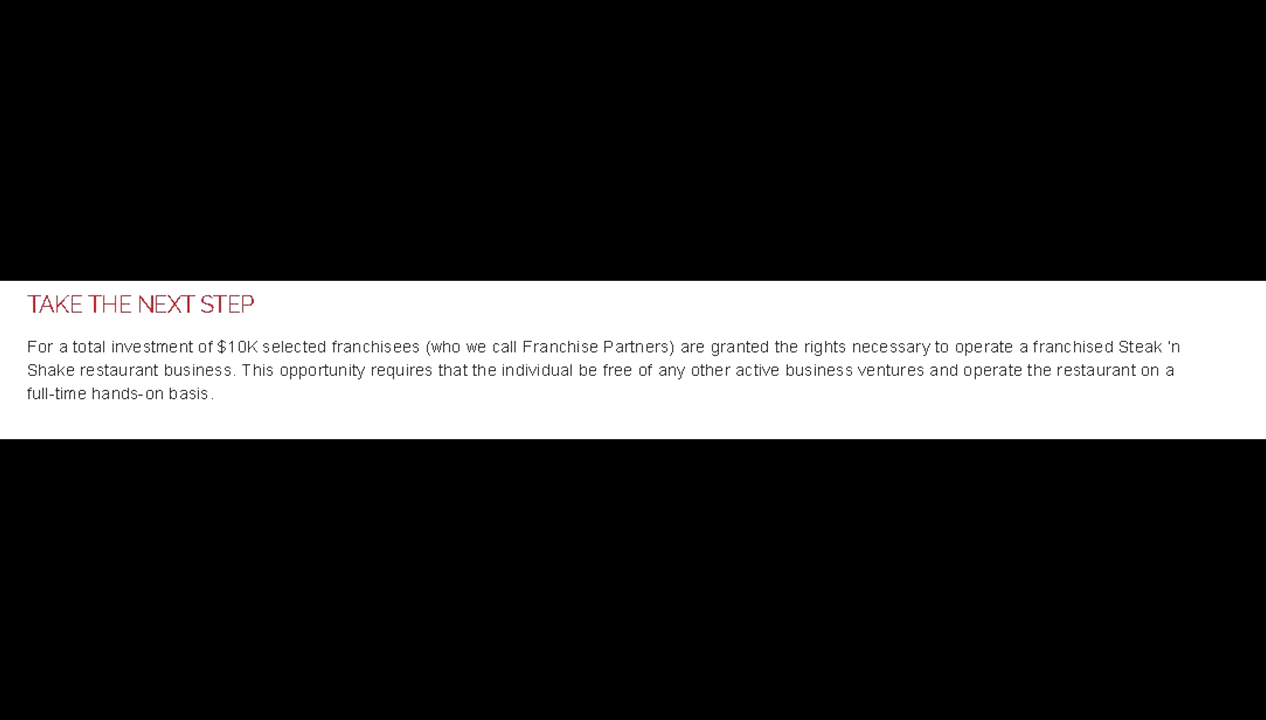 TAKE THE NEXT STEP
For a total investment of $10K selected franchisees (who we call Franchise Partners) are granted the rights necessary to operate a franchised Steak 'n
Shake restaurant business. This opportunity requires that the individual be free of any other active business ventures and operate the restaurant on a
full-time hands-on basis.